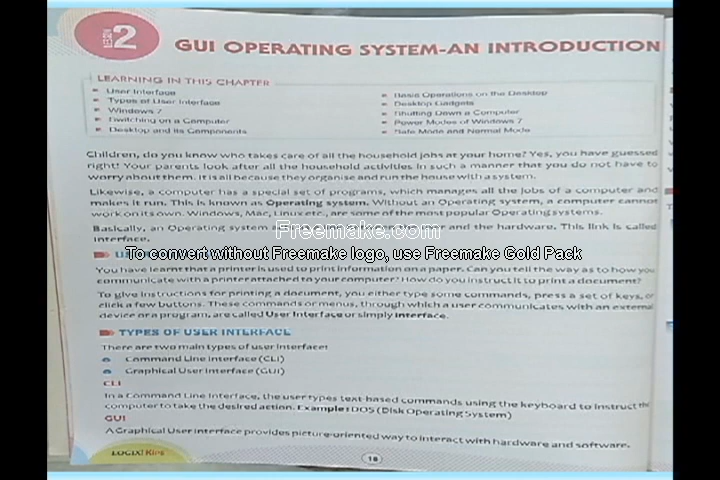 LESSON 2
GUI OPERATING SYSTEM-AN INTRODUCTION
LEARNING IN THIS CHAPTER
User Interface
Types of User Interface
Windows 7
Switching on a Computer
Desktop and its Components
Basic Operations on the Desktop
Desktop Gadgets
Shutting Down a Computer
Power Modes of Windows 7
Safe Mode and Normal Mode
Children, do you know who takes care of all the household jobs at your home? Yes, you have guessed
right! Your parents look after all the household activities in such a manner that you do not have to
worry about them. It is all because they organise and run the house with a system.
Likewise, a computer has a special set of programs, which manages all the jobs of a computer and
makes it run. This is known as Operating system. Without an Operating system, a computer cannot
work on its own. Windows, Mac, Linux etc., are some of the most popular Operating systems.
Basically, an Operating system is and the hardware. This link is called
Freemake.com
interface.
To convert without Freemake logo, use Freemake Gold Pack
You have learnt that a printer is used to print information on a paper. Can you tell the way as to how you
communicate with a printer attached to your computer? How do you instruct it to print a document?
To give instructions for printing a document, you either type some commands, press a set of keys, or
click a few buttons. These commands or menus, through which a user communicates with an external
device or a program, are called User Interface or simply Interface.
TYPES OF USER INTERFACE
There are two main types of user interface:
Command Line Interface (CLI)
Graphical User Interface (GUI)
CLI
In a Command Line Interface, the user types text-based commands using the keyboard to instruct the
computer to take the desired action. Example: DOS (Disk Operating System)
GUI
A Graphical User interface provides picture-oriented way to interact with hardware and software.
LOGIX! King
18